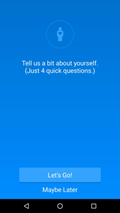 Tell us a bit about yourself.
(Just 4 quick questions.)
Let's Go!
Maybe Later